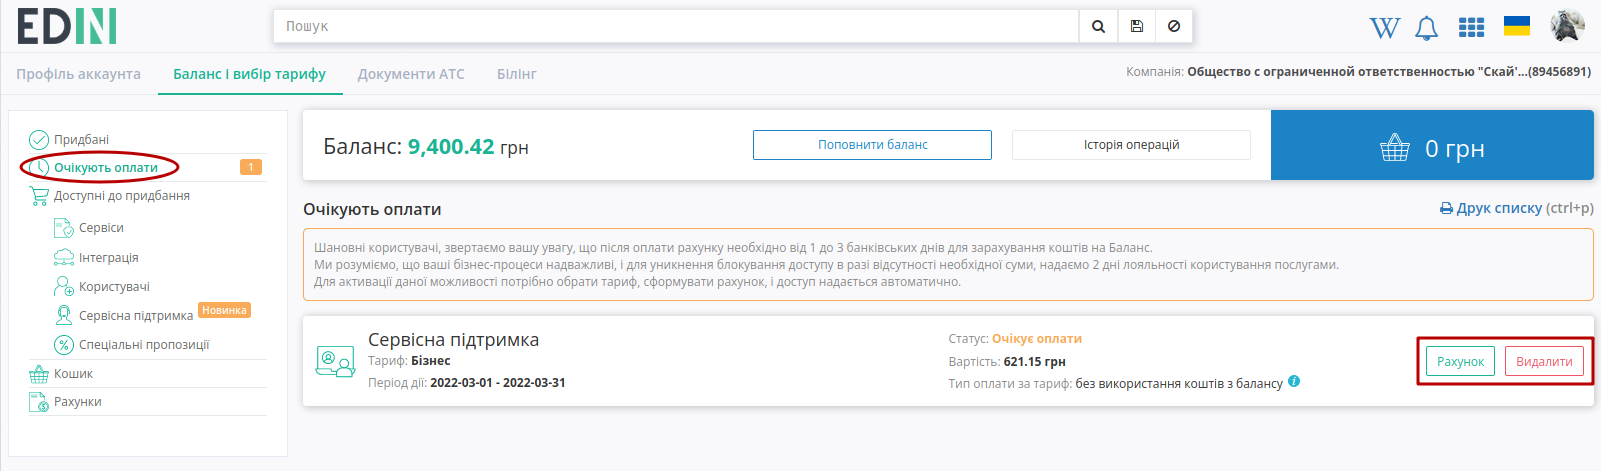 EDIN
Пошук
W
Профіль аккаунта
Баланс і вибір тарифу
Документи АТС
Білінг
Компанія: Общество с ограниченной ответственностью "Скай'...(89456891)
Придбані
Очікують оплати 1
Доступні до придбання
Сервіси
Інтеграція
Користувачі
Сервісна підтримка Новинка
Спеціальні пропозиції
Кошик
Рахунки
Баланс: 9,400.42 грн
Поповнити баланс
Історія операцій
0 грн
Очікують оплати
Друк списку (ctrl+p)
Шановні користувачі, звертаємо вашу увагу, що після оплати рахунку необхідно від 1 до 3 банківських днів для зарахування коштів на Баланс.
Ми розуміємо, що ваші бізнес-процеси надважливі, і для уникнення блокування доступу в разі відсутності необхідної суми, надаємо 2 дні лояльності користування послугами.
Для активації даної можливості потрібно обрати тариф, сформувати рахунок, і доступ надається автоматично.
Сервісна підтримка
Тариф: Бізнес
Період дії: 2022-03-01 - 2022-03-31
Статус: Очікує оплати
Вартість: 621.15 грн
Тип оплати за тариф: без використання коштів з балансу i
Рахунок
Видалити